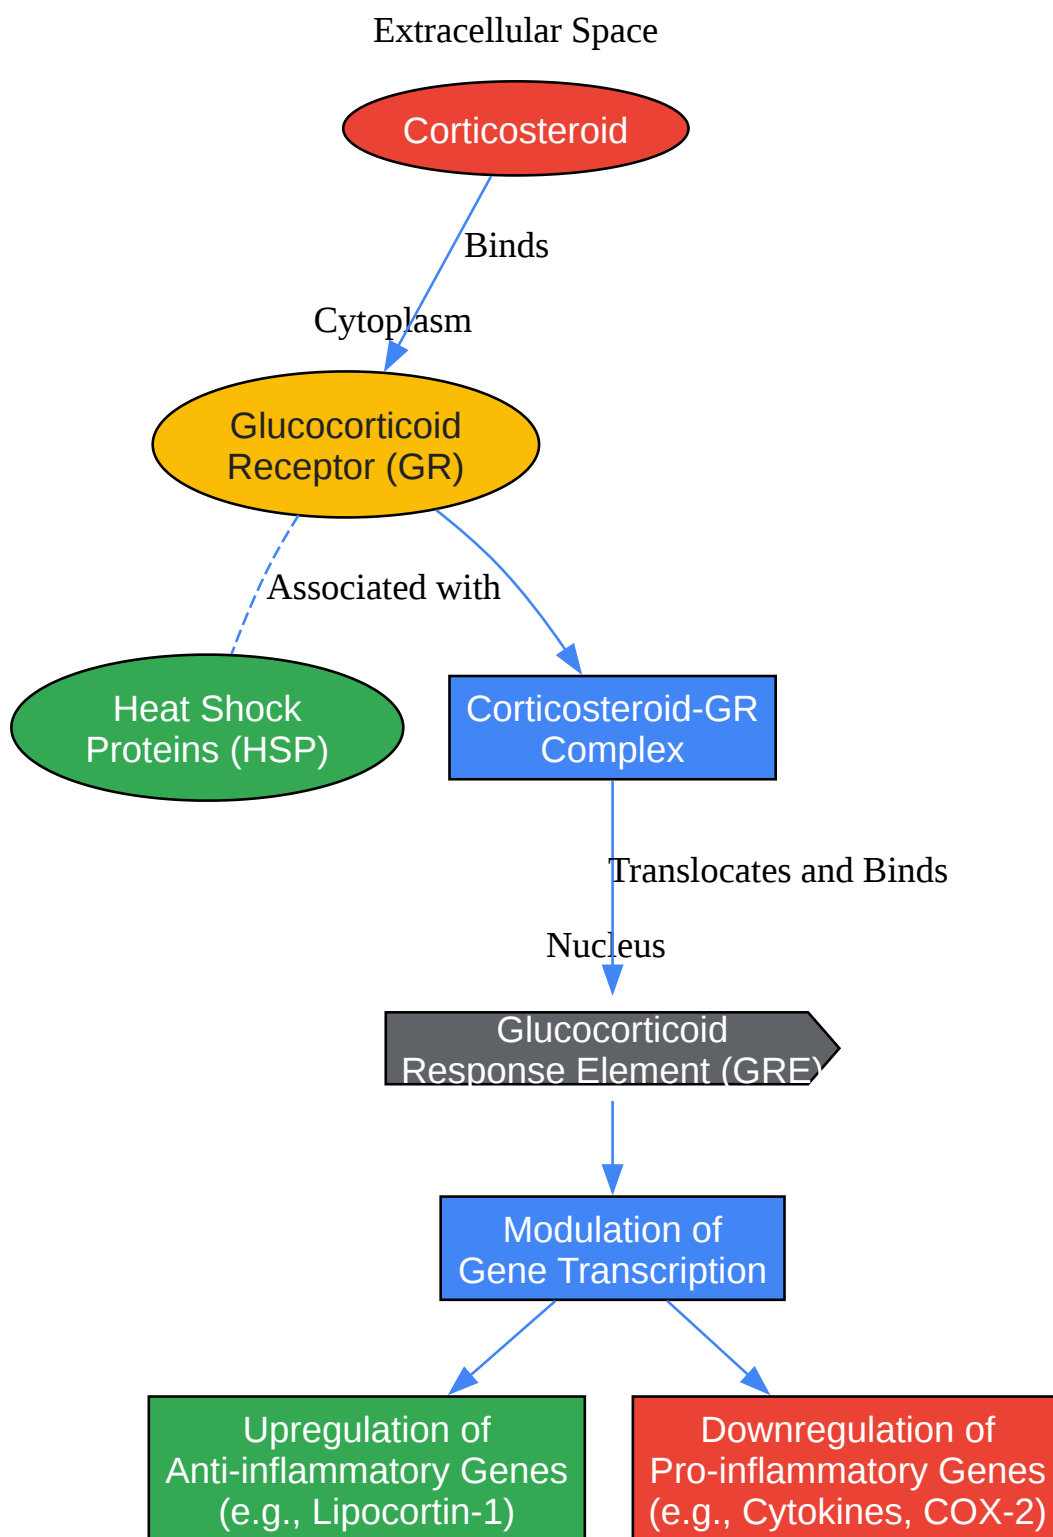 Extracellular Space
Corticosteroid
Binds
Cytoplasm
Glucocorticoid
Receptor (GR)
Associated with
Heat Shock
Proteins (HSP)
Corticosteroid-GR
Complex
Translocates and Binds
Nucleus
Glucocorticoid
Response Element (GRE)
Modulation of
Gene Transcription
Upregulation of
Anti-inflammatory Genes
(e.g., Lipocortin-1)
Downregulation of
Pro-inflammatory Genes
(e.g., Cytokines, COX-2)